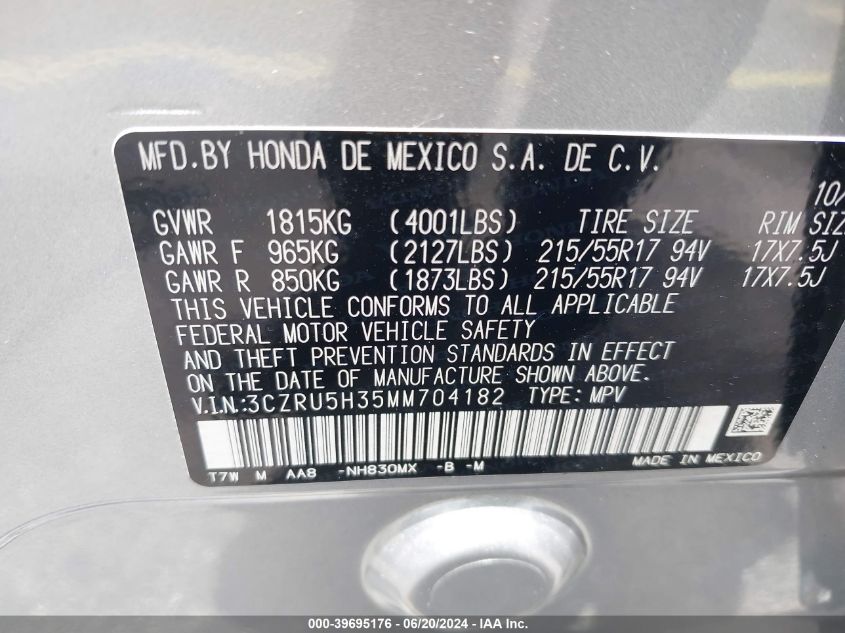 MFD.BY HONDA DE MEXICO S.A. DE C.V.
10/
GVWR 1815KG (4001LBS) TIRE SIZE RIM SIZ
GAWR F 965KG (2127LBS) 215/55R17 94V 17X7.5J
GAWR R 850KG (1873LBS) 215/55R17 94V 17X7.5J
THIS VEHICLE CONFORMS TO ALL APPLICABLE
FEDERAL MOTOR VEHICLE SAFETY
AND THEFT PREVENTION STANDARDS IN EFFECT
ON THE DATE OF MANUFACTURE SHOWN ABOVE.
V.I.N.:3CZRU5H35MM704182 TYPE: MPV
T7W M AA8 -NH830MX -B -M MADE IN MEXICO
000-39695176 - 06/20/2024 - IAA Inc.